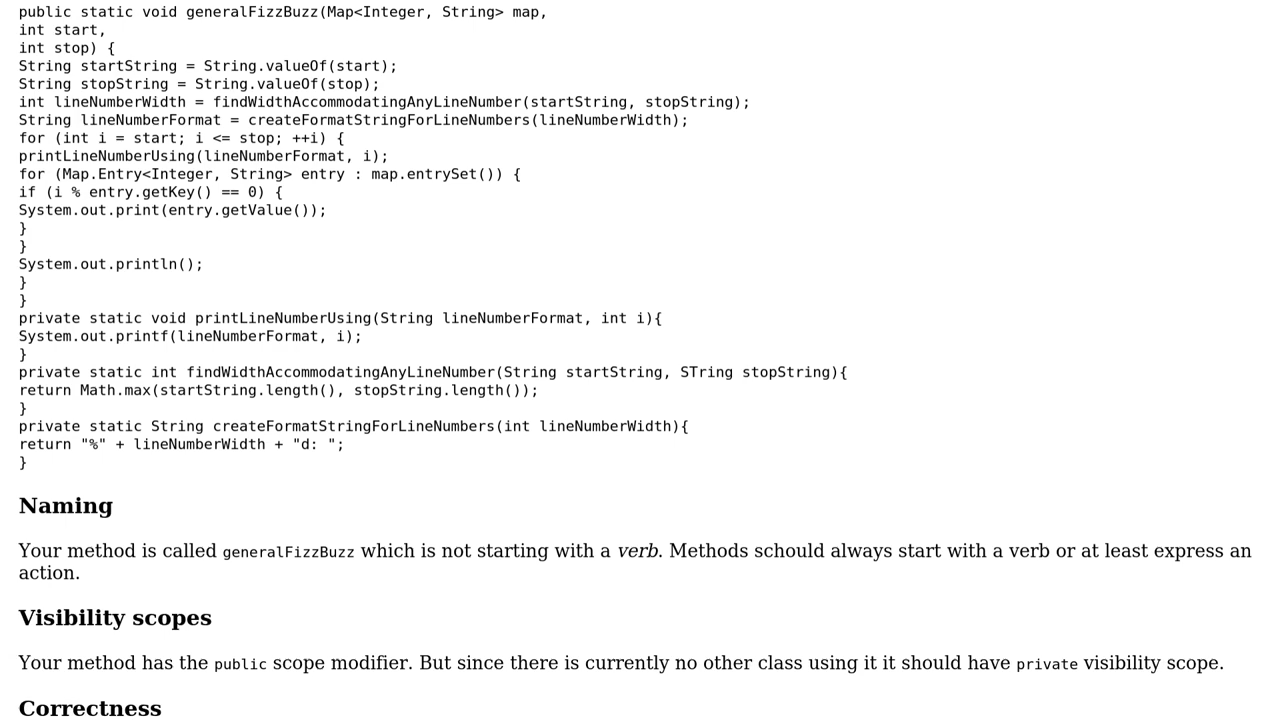 public static void generalFizzBuzz(Map<Integer, String> map,
int start,
int stop) {
String startString = String.valueOf(start);
String stopString = String.valueOf(stop);
int lineNumberWidth = findWidthAccommodatingAnyLineNumber(startString, stopString);
String lineNumberFormat = createFormatStringForLineNumbers(lineNumberWidth);
for (int i = start; i <= stop; ++i) {
printLineNumberUsing(lineNumberFormat, i);
for (Map.Entry<Integer, String> entry : map.entrySet()) {
if (i % entry.getKey() == 0) {
System.out.print(entry.getValue());
}
}
System.out.println();
}
}
private static void printLineNumberUsing(String lineNumberFormat, int i){
System.out.printf(lineNumberFormat, i);
}
private static int findWidthAccommodatingAnyLineNumber(String startString, STring stopString){
return Math.max(startString.length(), stopString.length());
}
private static String createFormatStringForLineNumbers(int lineNumberWidth){
return "%" + lineNumberWidth + "d: ";
}
Naming
Your method is called generalFizzBuzz which is not starting with a verb. Methods schould always start with a verb or at least express an
action.
Visibility scopes
Your method has the public scope modifier. But since there is currently no other class using it it should have private visibility scope.
Correctness